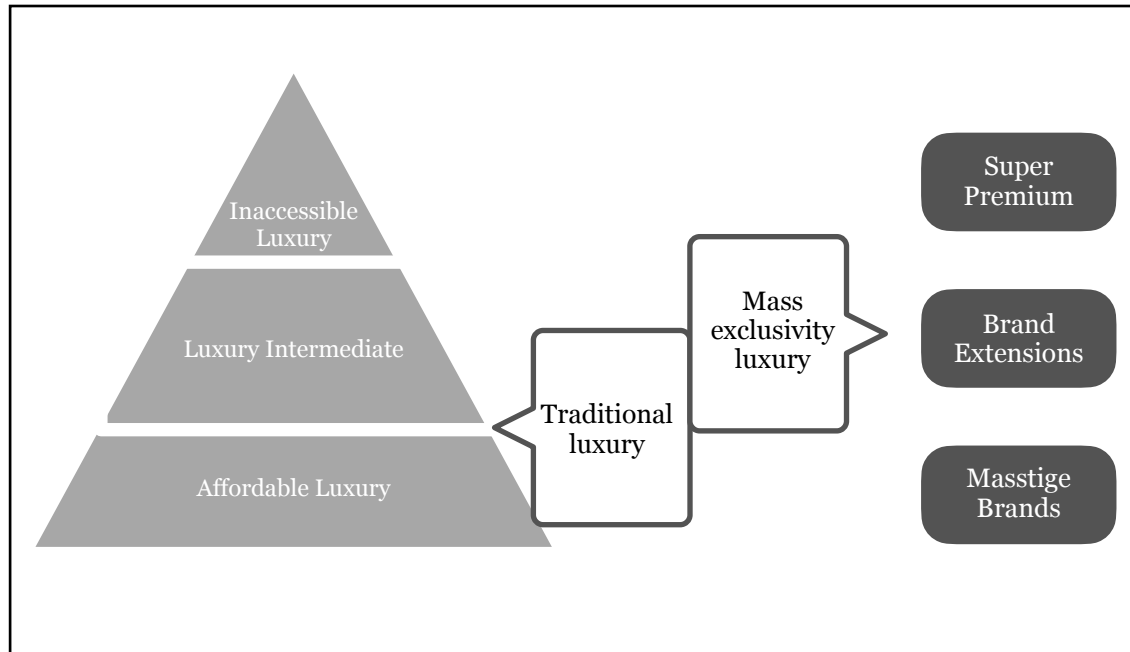 Inaccessible
Luxury
Luxury Intermediate
Affordable Luxury
Traditional
luxury
Mass
exclusivity
luxury
Super
Premium
Brand
Extensions
Masstige
Brands